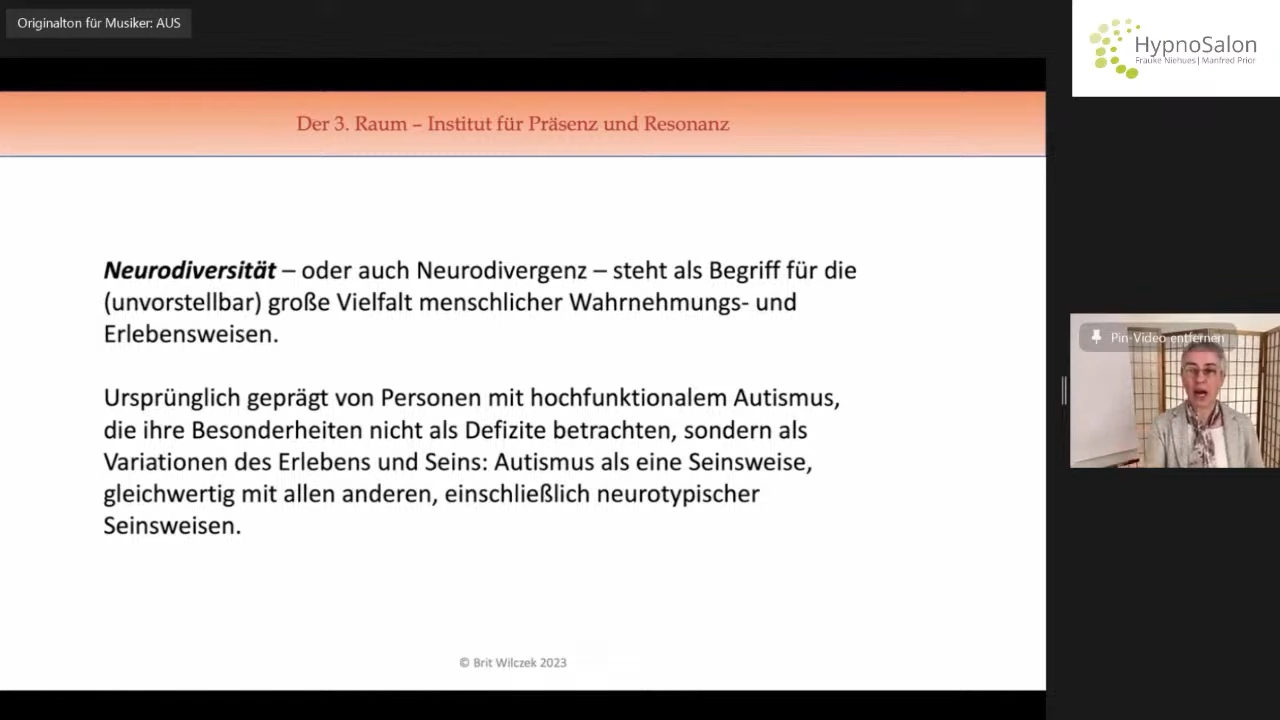 Originalton für Musiker: AUS
HypnoSalon
Frauke Niehues | Manfred Prior
Der 3. Raum – Institut für Präsenz und Resonanz
Neurodiversität – oder auch Neurodivergenz – steht als Begriff für die
(unvorstellbar) große Vielfalt menschlicher Wahrnehmungs- und
Erlebensweisen.
Ursprünglich geprägt von Personen mit hochfunktionalem Autismus,
die ihre Besonderheiten nicht als Defizite betrachten, sondern als
Variationen des Erlebens und Seins: Autismus als eine Seinsweise,
gleichwertig mit allen anderen, einschließlich neurotypischer
Seinsweisen.
Pin-Video entfernen
© Brit Wilczek 2023